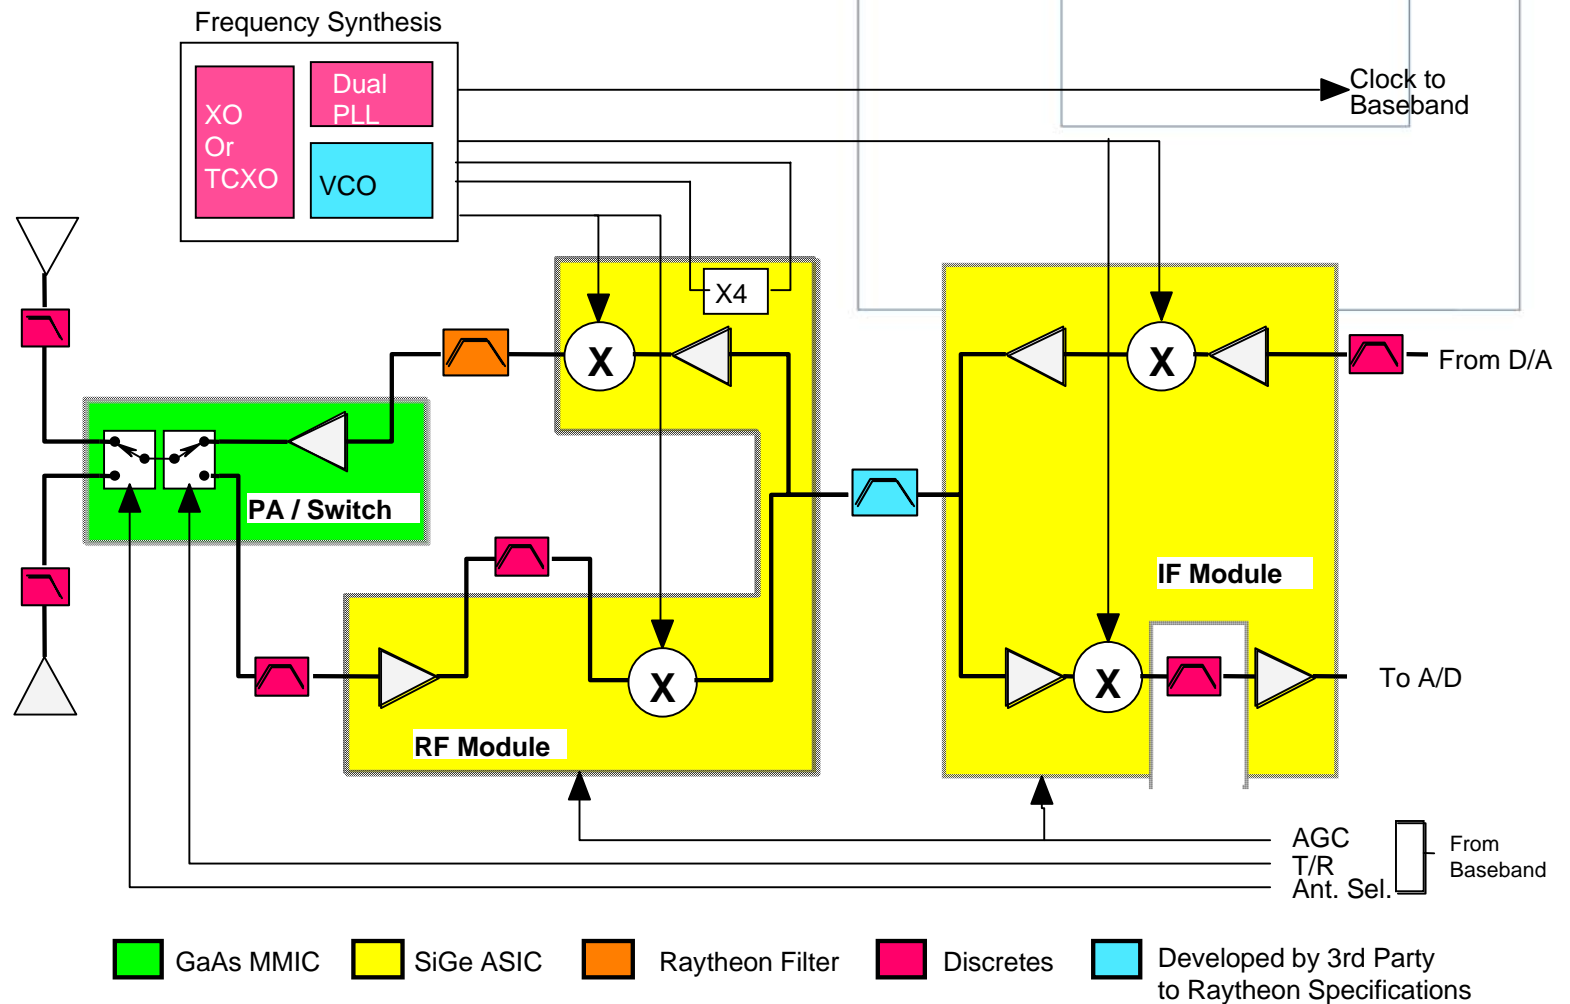 Frequency Synthesis
XO
Or
TCXO
Dual
PLL
VCO
Clock to
Baseband
X4
X
X
From D/A
PA / Switch
IF Module
X
X
To A/D
RF Module
AGC
T/R
Ant. Sel.
From
Baseband
GaAs MMIC
SiGe ASIC
Raytheon Filter
Discretes
Developed by 3rd Party
to Raytheon Specifications